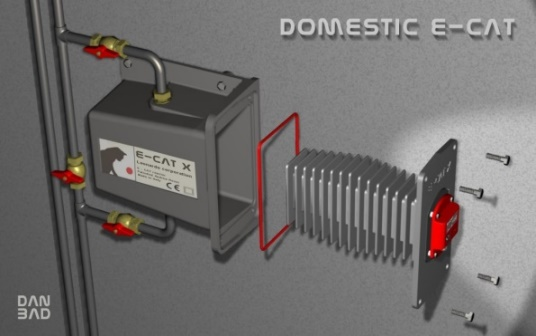 DOMESTIC E-CAT
E-CAT X
Leonardo corporation
CE
DAN
BAD